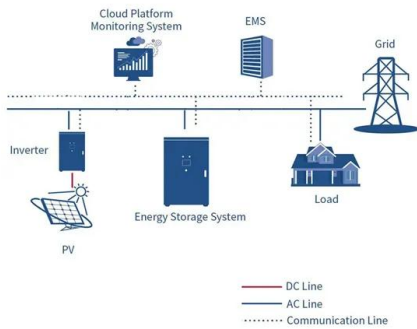 Cloud Platform
Monitoring System
EMS
Grid
Inverter
Energy Storage System
Load
PV
DC Line
AC Line
Communication Line